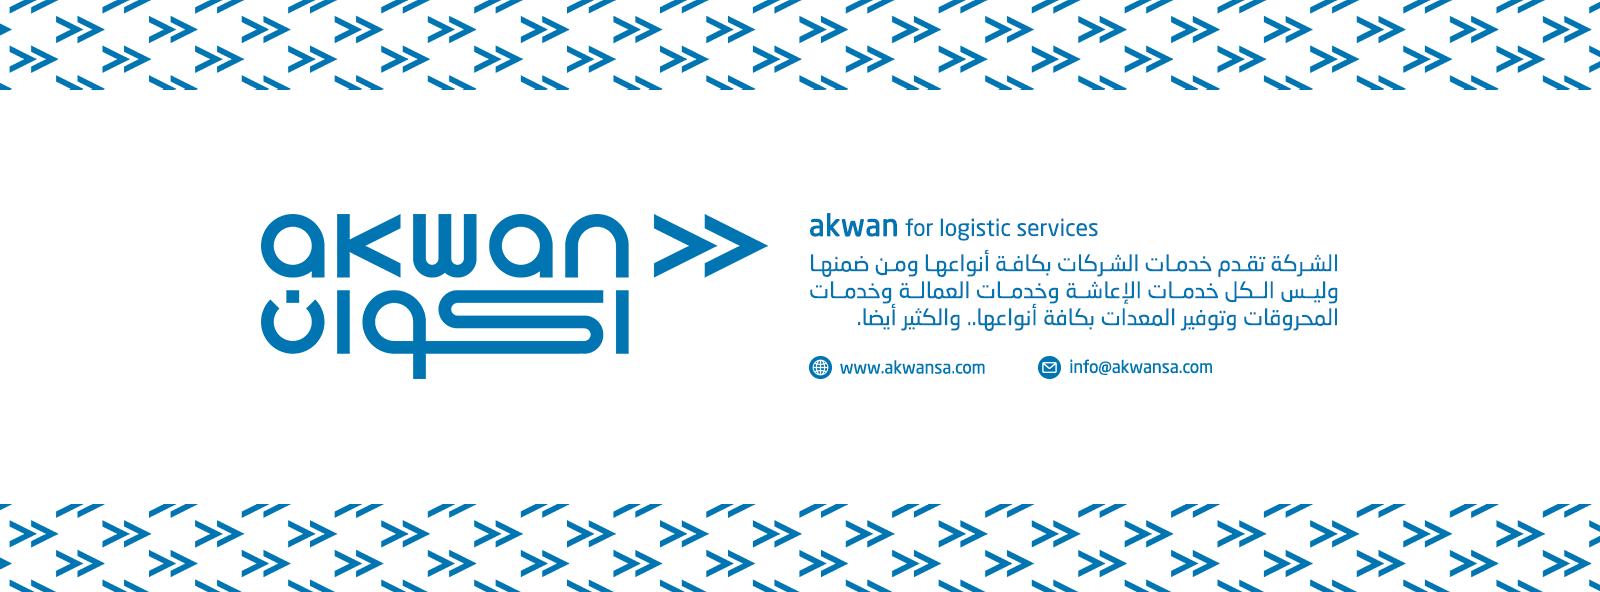 akwan
اكوان
akwan for logistic services
الشركة تقدم خدمات الشركات بكافة أنواعها ومن ضمنها
وليس الكل خدمات الإعاشة وخدمات العمالة وخدمات
المحروقات وتوفير المعدات بكافة أنواعها.. والكثير أيضا.
www.akwansa.com
info@akwansa.com